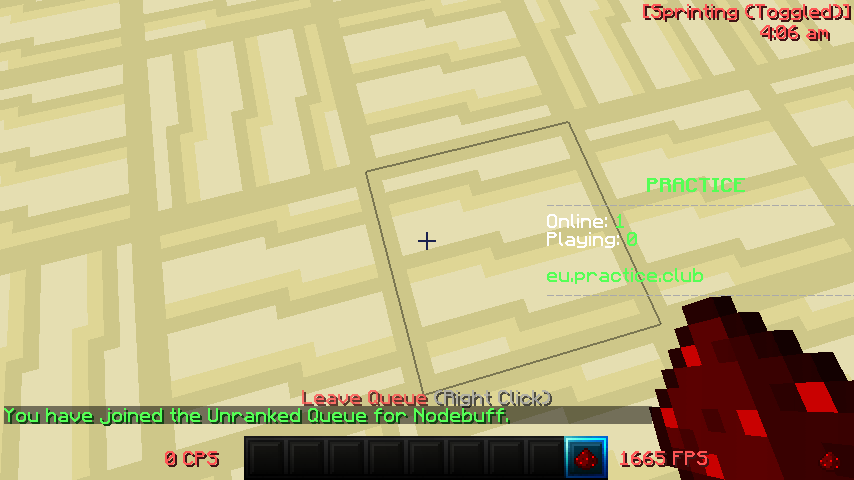 [Sprinting (Toggled)]
4:06 am
PRACTICE
Online: 1
Playing: 0
eu.practice.club
Leave Queue (Right Click)
You have joined the Unranked Queue for Nodebuff.
0 CPS
1665 FPS